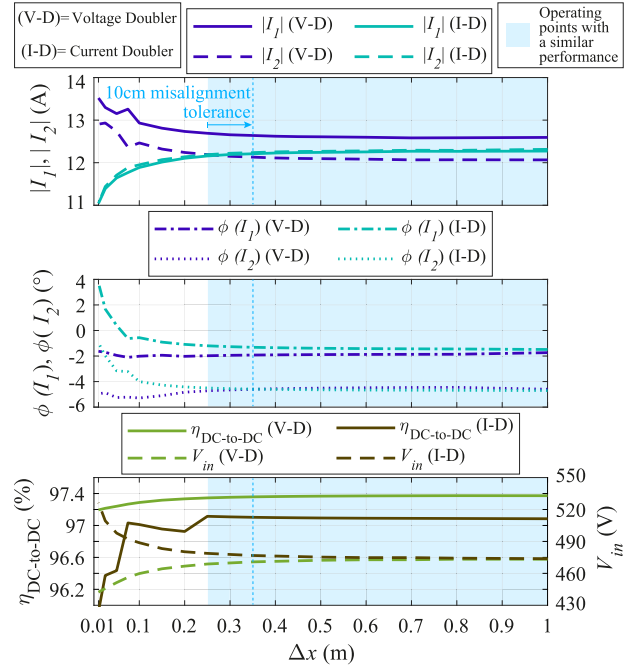 (V-D)= Voltage Doubler
(I-D)= Current Doubler
|I1| (V-D)
|I1| (I-D)
|I2| (V-D)
|I2| (I-D)
Operating
points with
a similar
performance
|I1|, |I2| (A)
14
13
12
11
10cm misalignment
tolerance
ϕ (I1) (V-D)
ϕ (I1) (I-D)
ϕ (I2) (V-D)
ϕ (I2) (I-D)
ϕ (I1), ϕ(I2) (°)
4
2
0
-2
-4
-6
ηDC-to-DC (V-D)
ηDC-to-DC (I-D)
Vin (V-D)
Vin (I-D)
ηDC-to-DC (%)
97.4
97
96.6
96.2
550
520
490
460
430
Vin (V)
0.01 0.1 0.2 0.3 0.4 0.5 0.6 0.7 0.8 0.9 1
Δx (m)